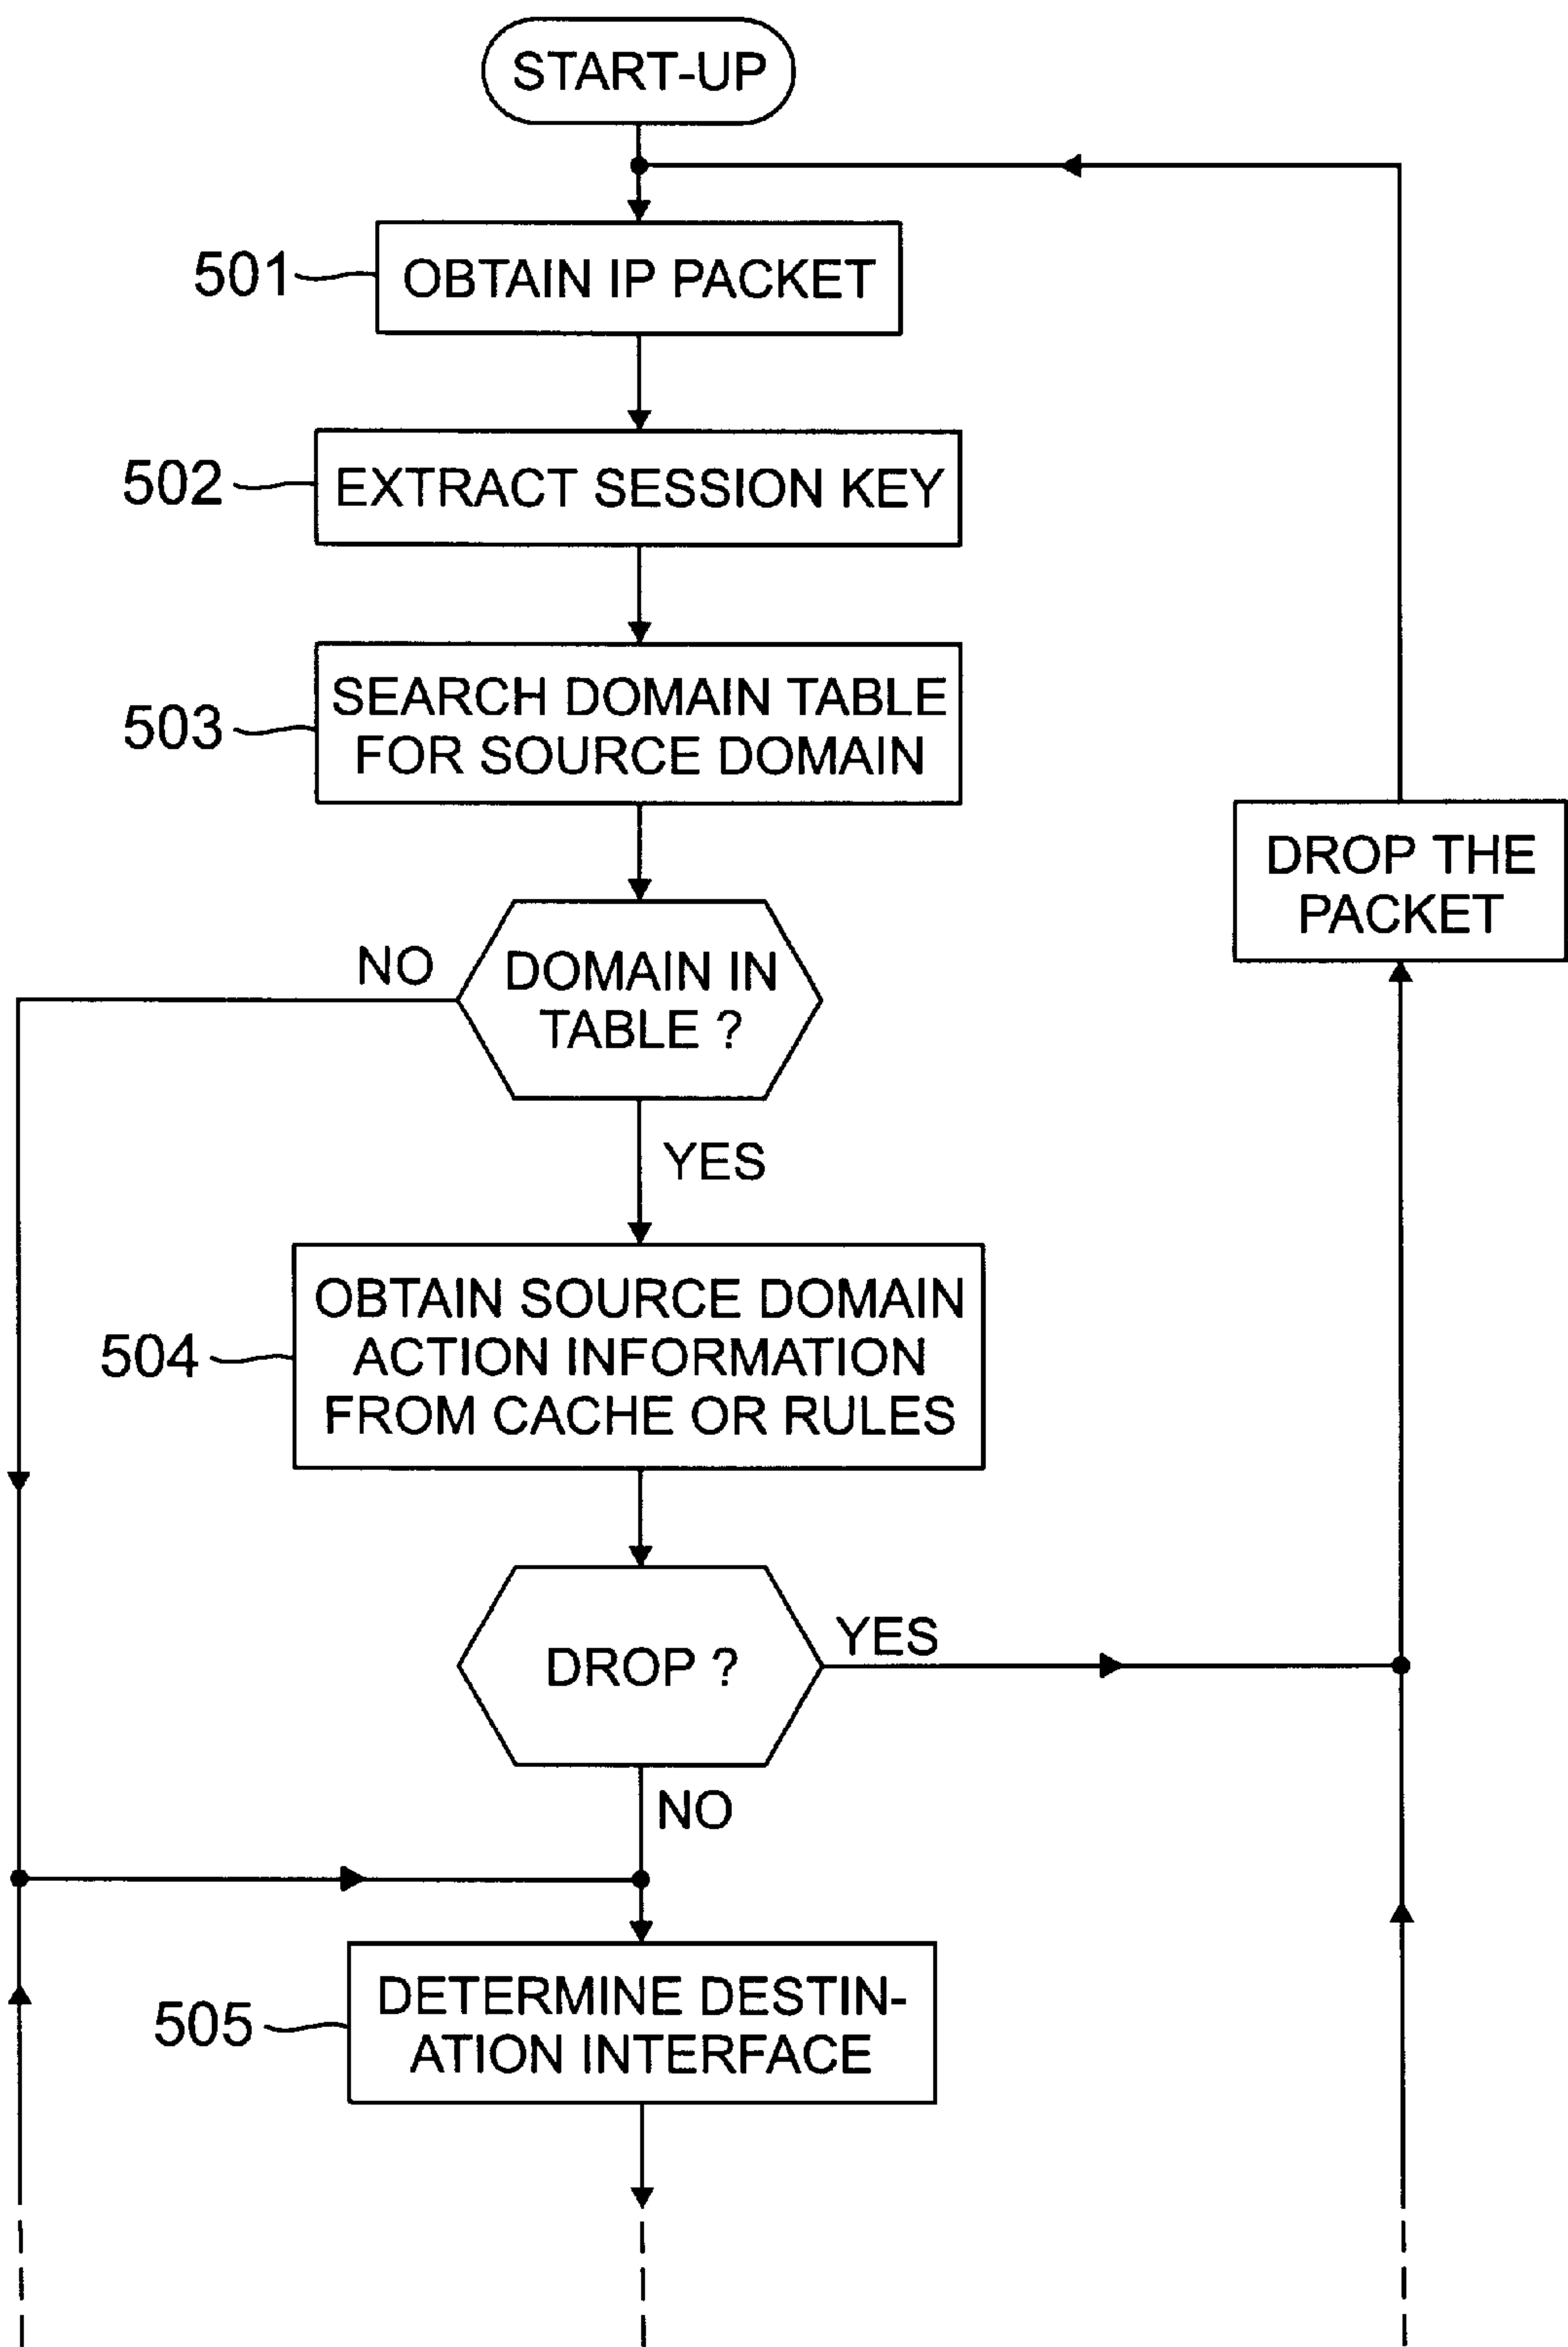 START-UP
501
OBTAIN IP PACKET
502
EXTRACT SESSION KEY
503
SEARCH DOMAIN TABLE
FOR SOURCE DOMAIN
DROP THE
PACKET
NO
DOMAIN IN
TABLE ?
YES
504
OBTAIN SOURCE DOMAIN
ACTION INFORMATION
FROM CACHE OR RULES
DROP ?
YES
NO
505
DETERMINE DESTIN-
ATION INTERFACE